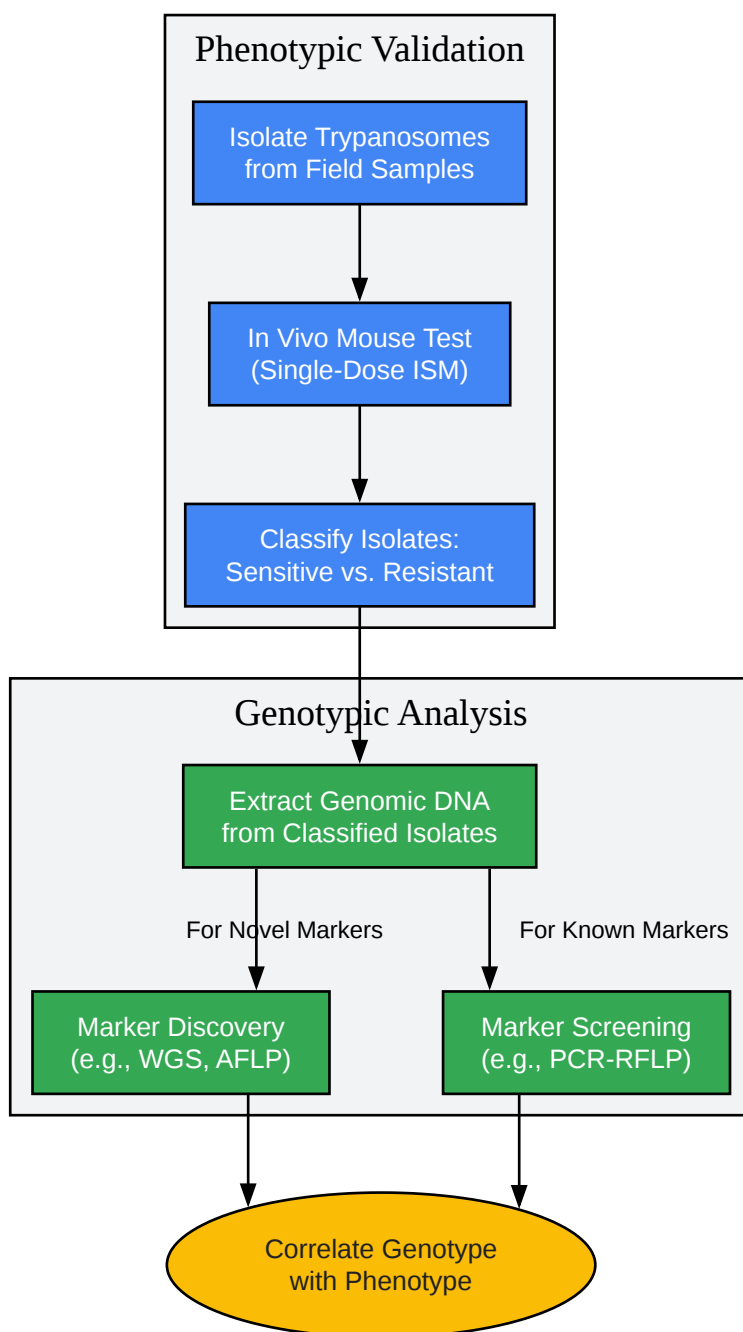 Phenotypic Validation
Isolate Trypanosomes
from Field Samples
In Vivo Mouse Test
(Single-Dose ISM)
Classify Isolates:
Sensitive vs. Resistant
Genotypic Analysis
Extract Genomic DNA
from Classified Isolates
For Novel Markers
For Known Markers
Marker Discovery
(e.g., WGS, AFLP)
Marker Screening
(e.g., PCR-RFLP)
Correlate Genotype
with Phenotype